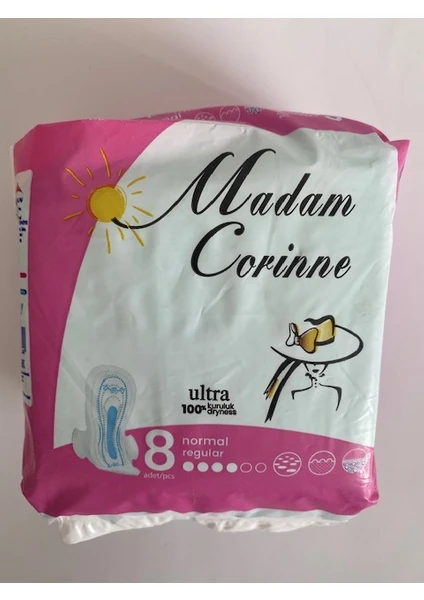 Madam
Corinne
ultra
100% kuruluk
dryness
8
adet/pcs
normal
regular